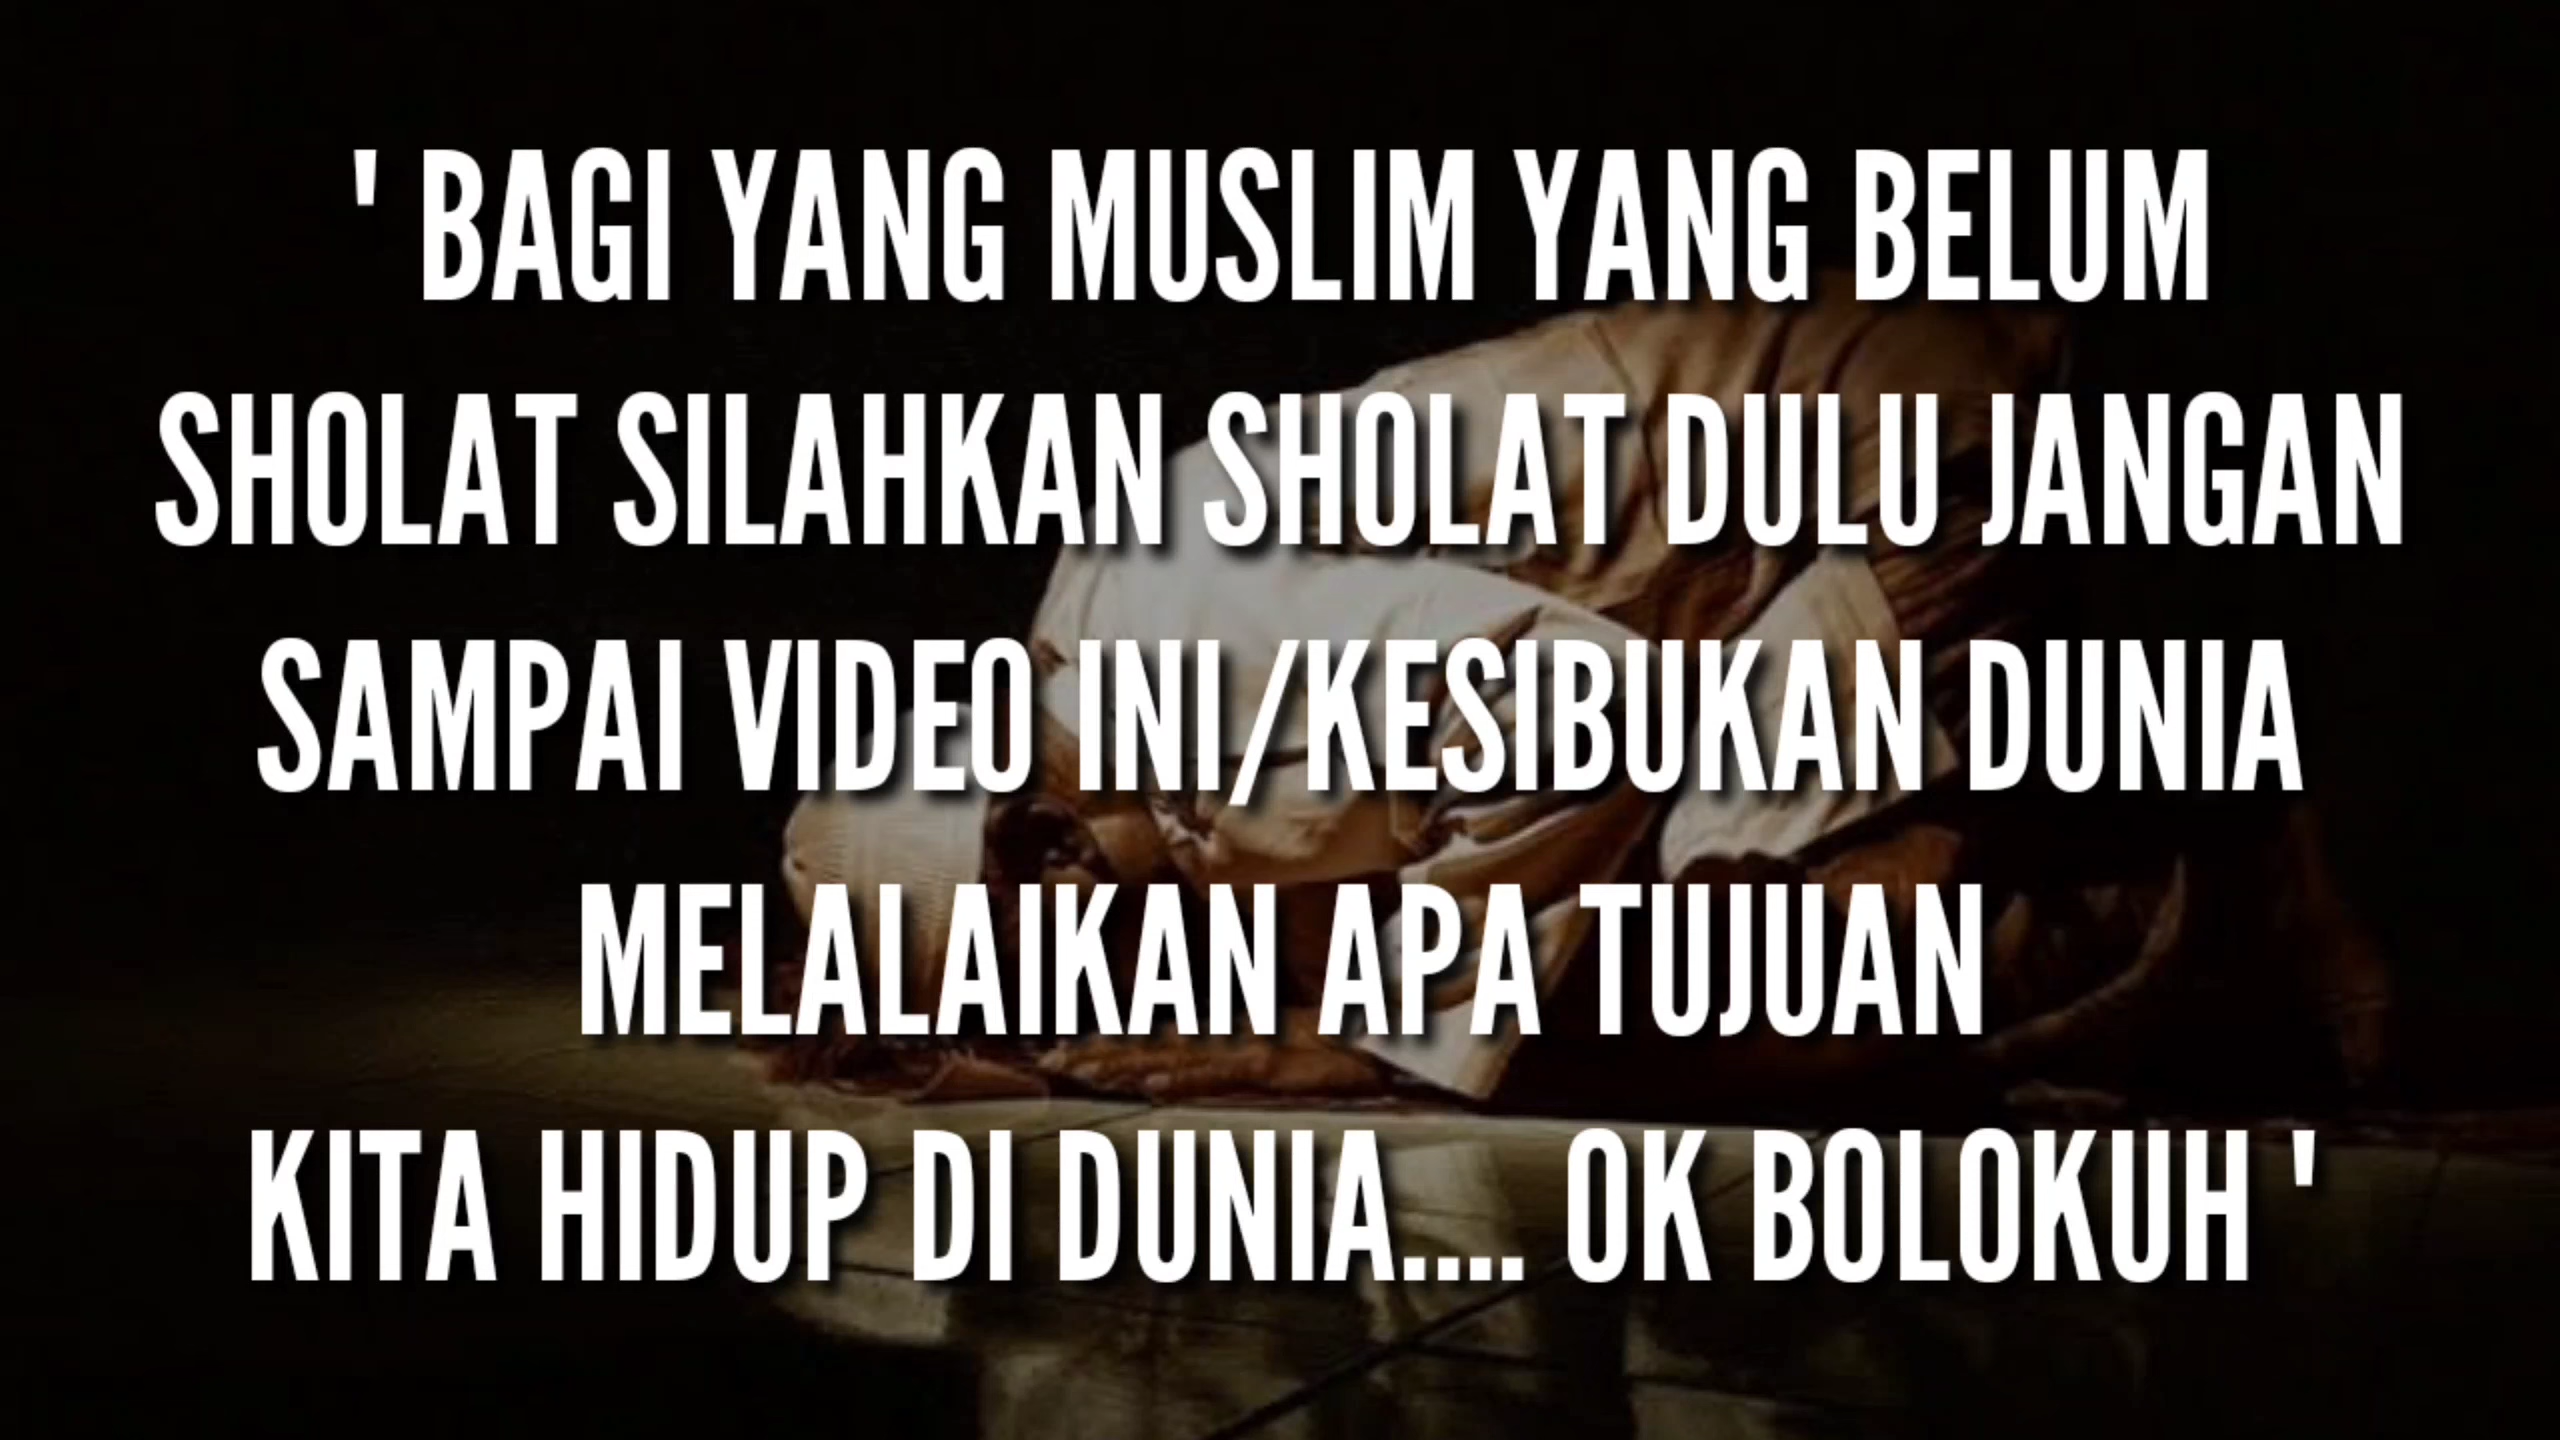 ' BAGI YANG MUSLIM YANG BELUM
SHOLAT SILAHKAN SHOLAT DULU JANGAN
SAMPAI VIDEO INI/KESIBUKAN DUNIA
MELALAIKAN APA TUJUAN
KITA HIDUP DI DUNIA.... OK BOLOKUH '